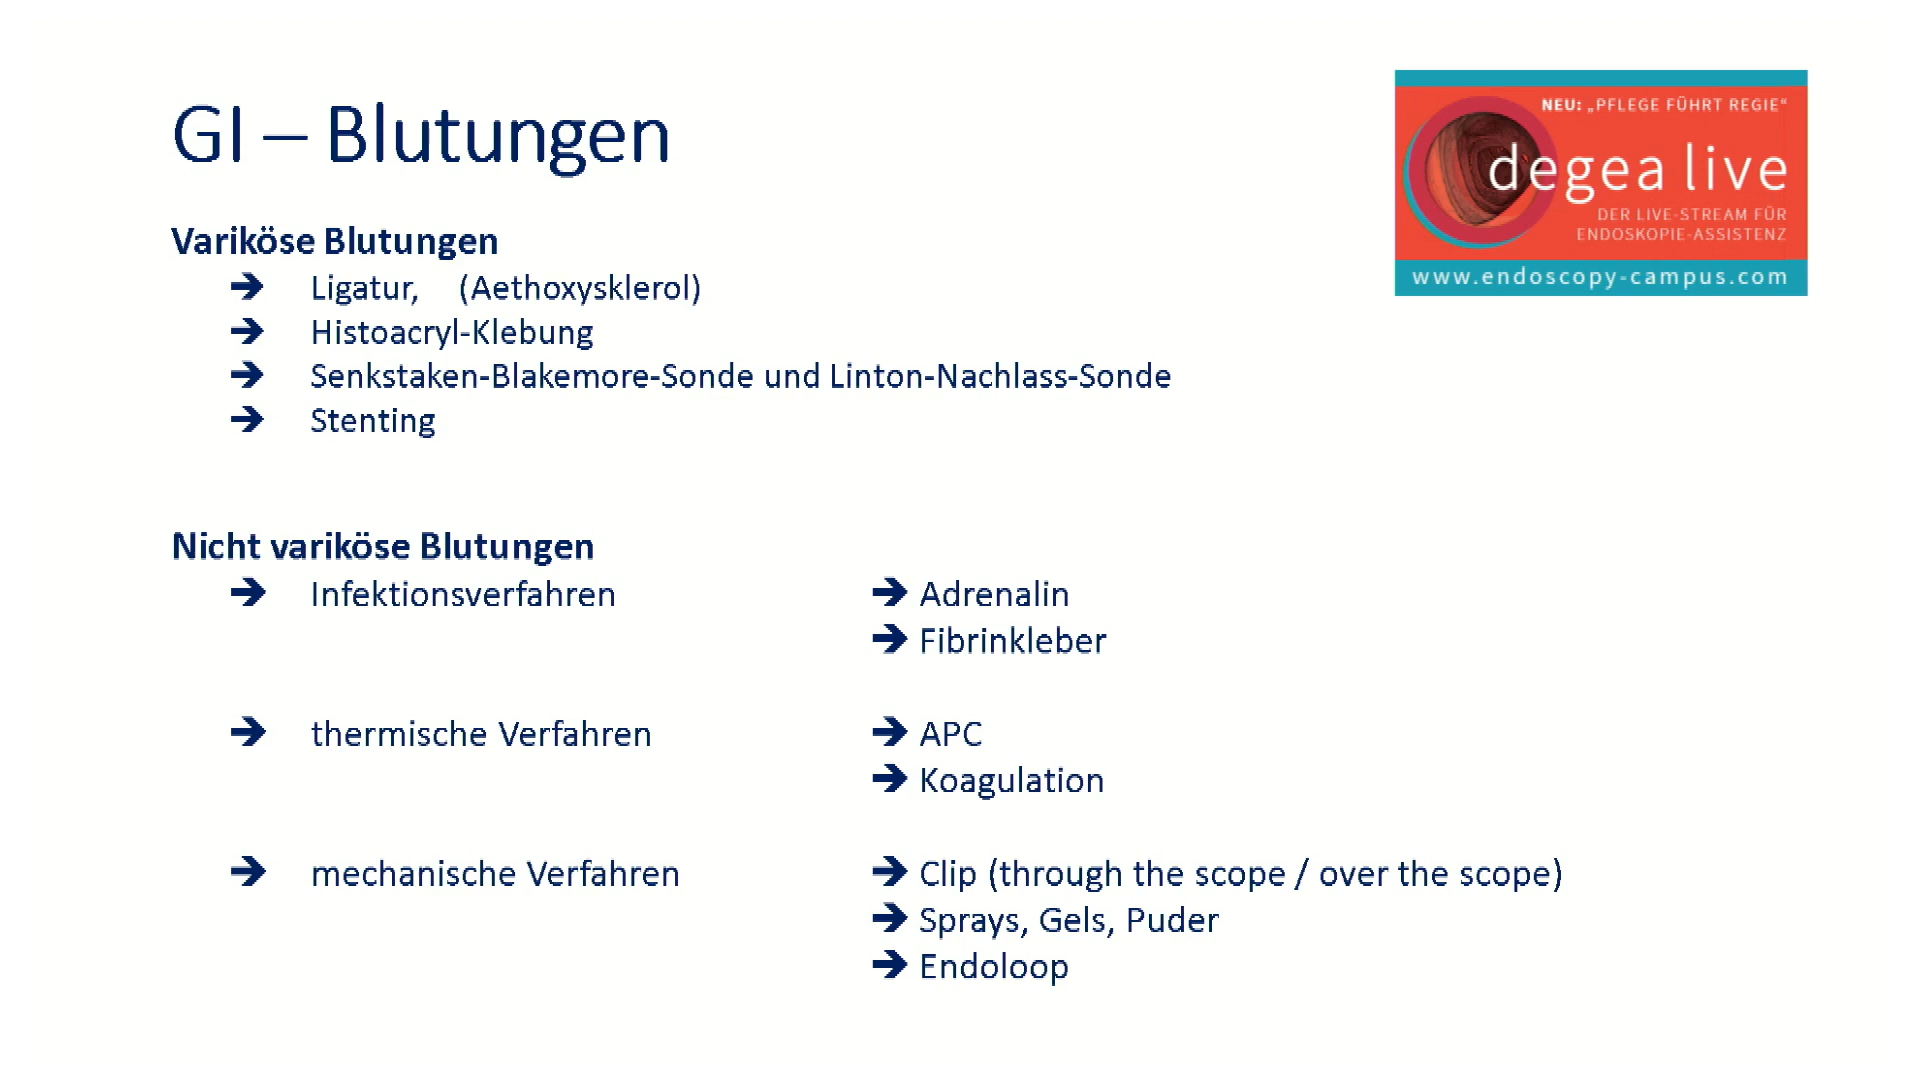 GI – Blutungen
NEU: „PFLEGE FÜHRT REGIE“
degea live
DER LIVE-STREAM FÜR
ENDOSKOPIE-ASSISTENZ
www.endoscopy-campus.com
Variköse Blutungen
➔ Ligatur, (Aethoxysklerol)
➔ Histoacryl-Klebung
➔ Senkstaken-Blakemore-Sonde und Linton-Nachlass-Sonde
➔ Stenting
Nicht variköse Blutungen
➔ Infektionsverfahren ➔ Adrenalin
➔ Fibrinkleber
➔ thermische Verfahren ➔ APC
➔ Koagulation
➔ mechanische Verfahren ➔ Clip (through the scope / over the scope)
➔ Sprays, Gels, Puder
➔ Endoloop